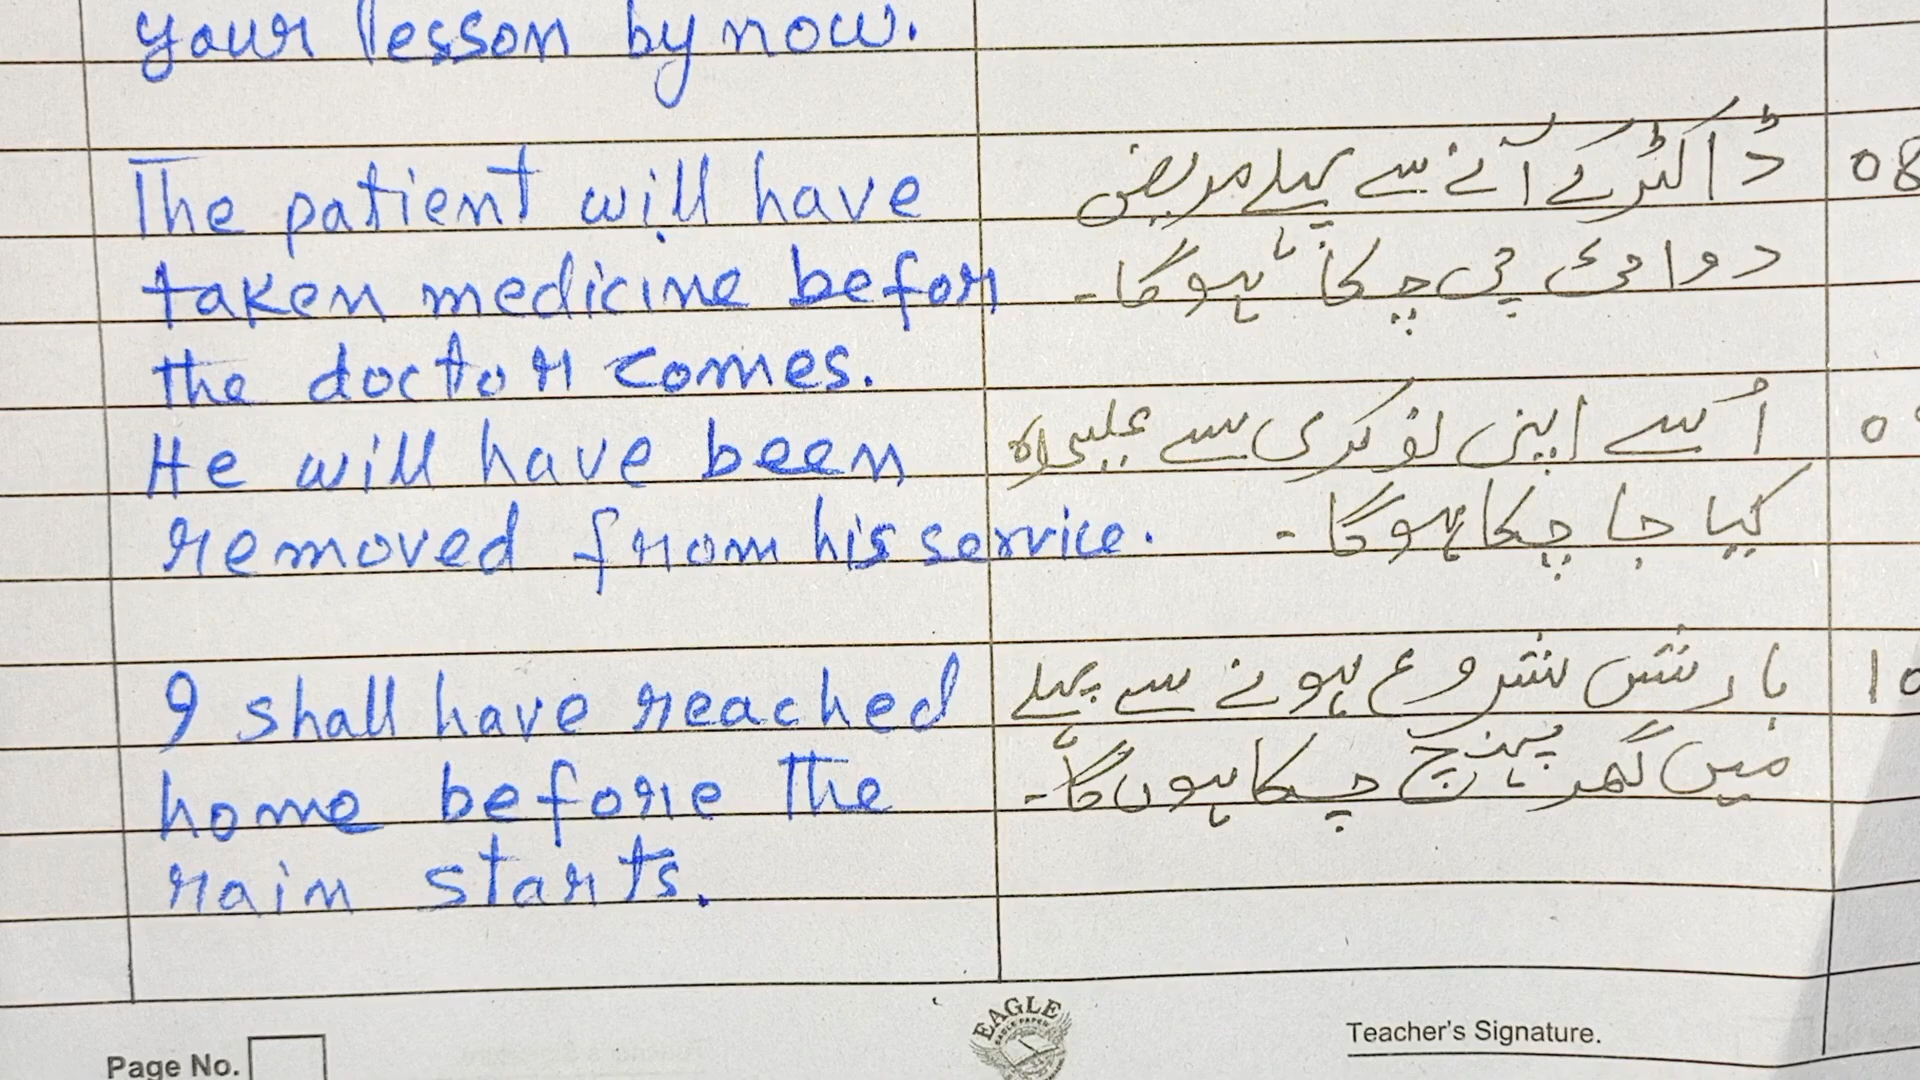 your lesson by now.
The patient will have
taken medicine befor
the doctor comes.
ڈاکٹر کے آنے سے پہلے مریض
دوائی پی چکا ہوگا۔
08
He will have been
removed from his service.
اُسے اپنی نوکری سے علیحدہ
کیا جا چکا ہوگا۔
0
I shall have reached
home before the
rain starts.
بارش شروع ہونے سے پہلے
میں گھر پہنچ چکا ہوں گا۔
10
Page No.
EAGLE
Teacher's Signature.